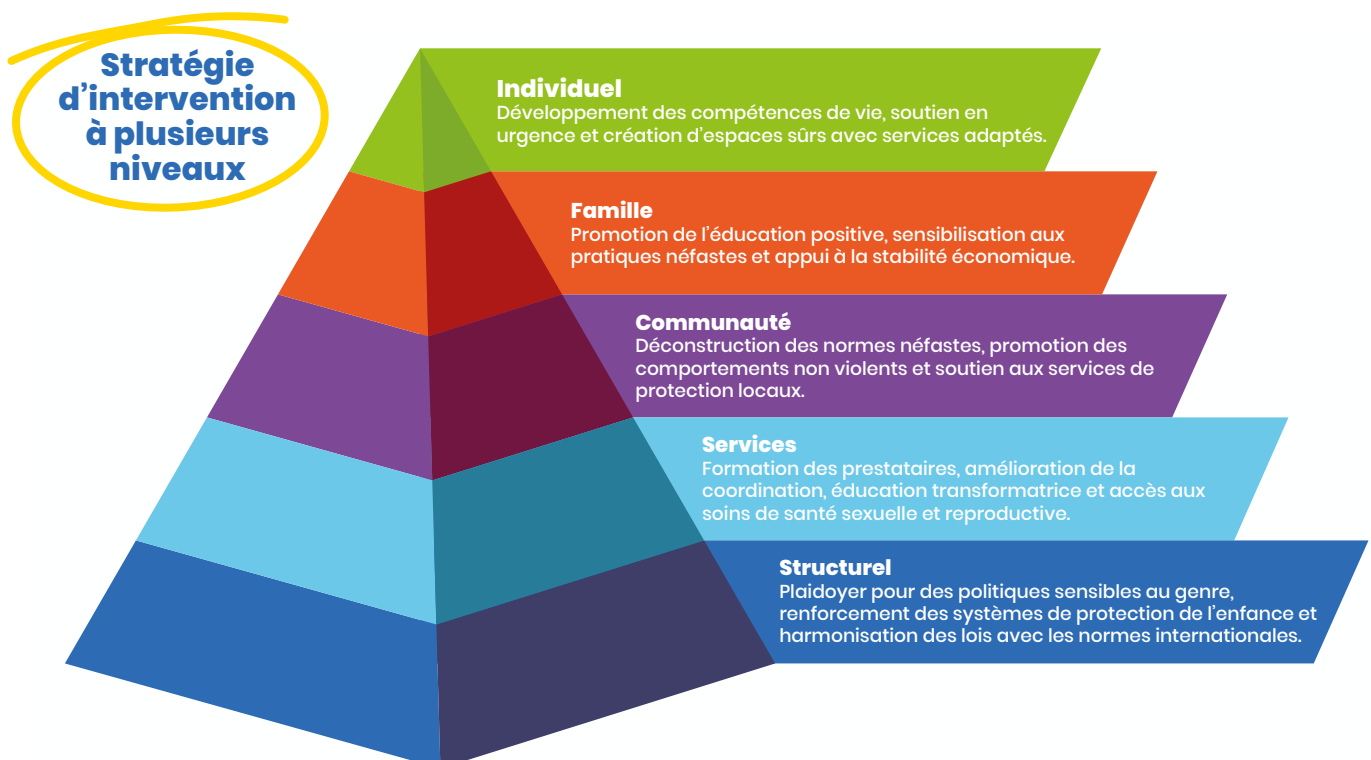 Stratégie
d’intervention
à plusieurs
niveaux
Individuel
Développement des compétences de vie, soutien en
urgence et création d’espaces sûrs avec services adaptés.
Famille
Promotion de l’éducation positive, sensibilisation aux
pratiques néfastes et appui à la stabilité économique.
Communauté
Déconstruction des normes néfastes, promotion des
comportements non violents et soutien aux services de
protection locaux.
Services
Formation des prestataires, amélioration de la
coordination, éducation transformatrice et accès aux
soins de santé sexuelle et reproductive.
Structurel
Plaidoyer pour des politiques sensibles au genre,
renforcement des systèmes de protection de l’enfance et
harmonisation des lois avec les normes internationales.